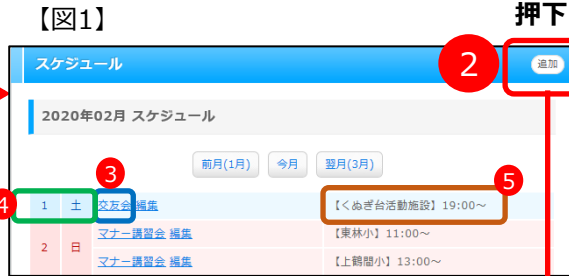 【図1】
押下
スケジュール
2
追加
2020年02月 スケジュール
前月(1月) 今月 翌月(3月)
3
5
4
1 土 交友会 編集 【くぬぎ台活動施設】19:00～
2 日 マナー講習会 編集 【東林小】11:00～
マナー講習会 編集 【上鶴間小】13:00～